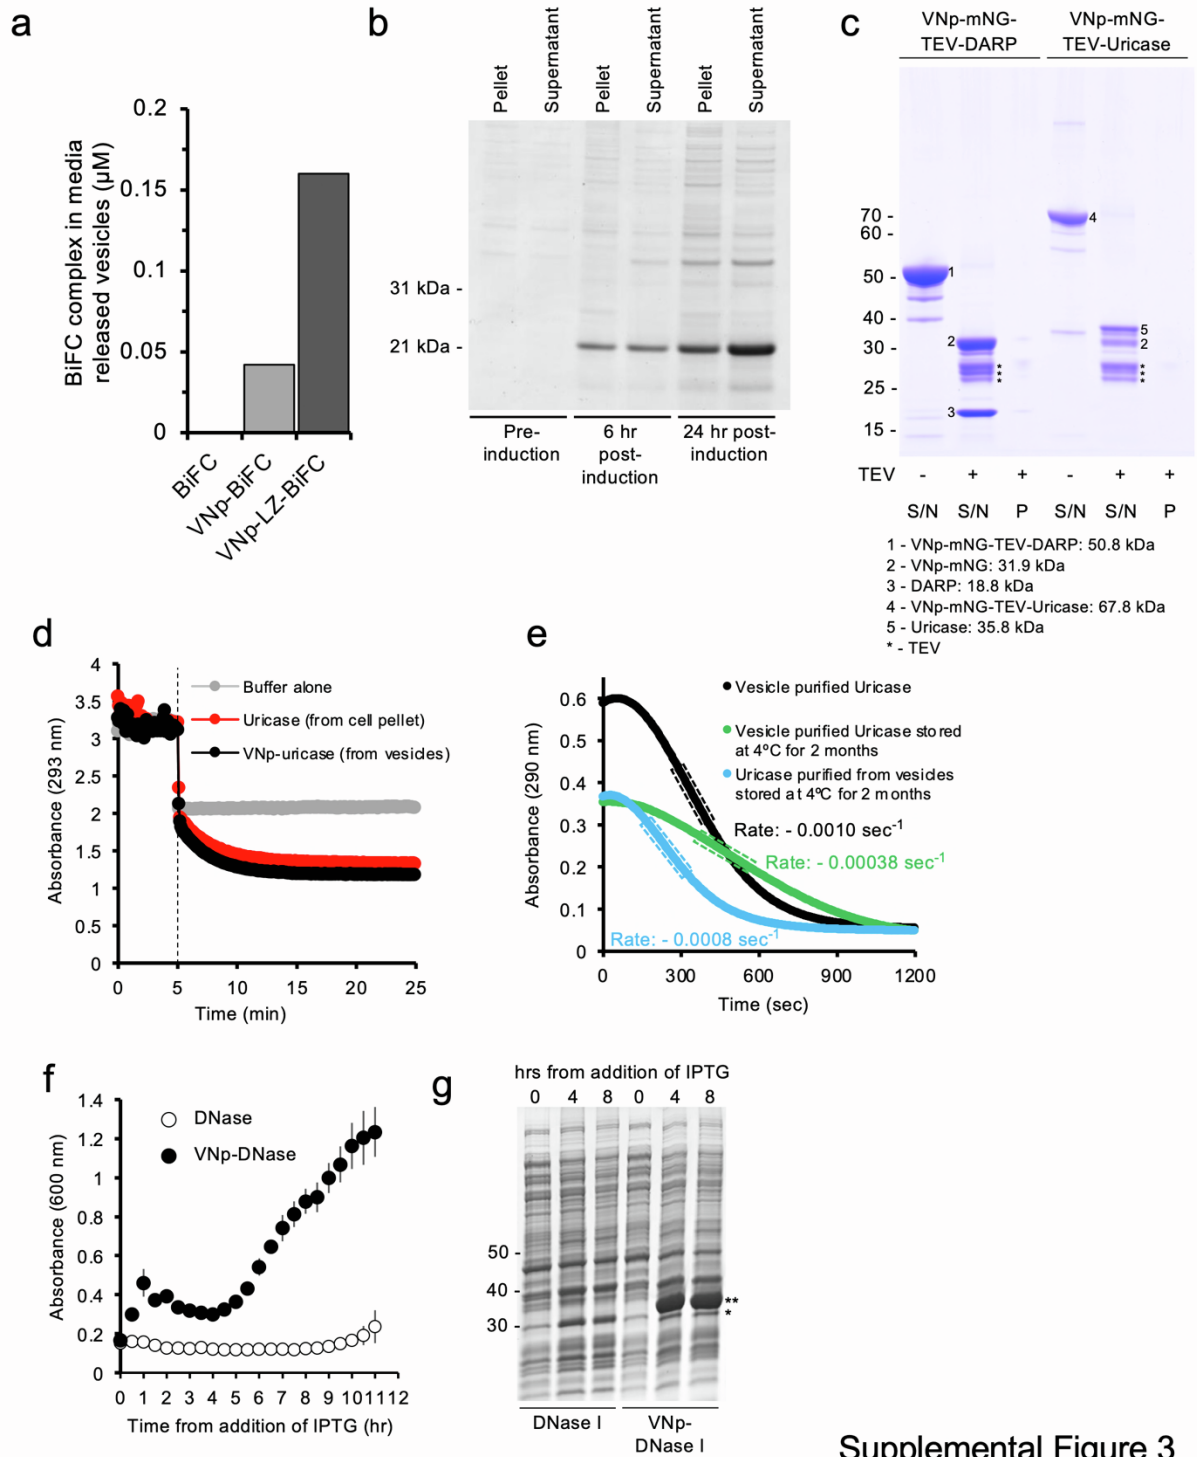 a
0.2
0.15
0.1
0.05
0
BiFC complex in media
released vesicles (µM)
BiFC
VNp-BiFC
VNp-LZ-BiFC
b
Pellet
Supernatant
Pellet
Supernatant
Pellet
Supernatant
31 kDa -
21 kDa -
Pre-
induction
6 hr
post-
induction
24 hr post-
induction
c
VNp-mNG-
TEV-DARP
VNp-mNG-
TEV-Uricase
70 -
60 -
50 -
40 -
30 -
25 -
15 -
1
2
*
*
*
3
4
5
2
*
*
*
TEV - + + - + +
S/N S/N P S/N S/N P
1 - VNp-mNG-TEV-DARP: 50.8 kDa
2 - VNp-mNG: 31.9 kDa
3 - DARP: 18.8 kDa
4 - VNp-mNG-TEV-Uricase: 67.8 kDa
5 - Uricase: 35.8 kDa
* - TEV
d
4
3.5
3
2.5
2
1.5
1
0.5
0
Absorbance (293 nm)
Buffer alone
Uricase (from cell pellet)
VNp-uricase (from vesicles)
0 5 10 15 20 25
Time (min)
e
0.6
0.5
0.4
0.3
0.2
0.1
0
Absorbance (290 nm)
Vesicle purified Uricase
Vesicle purified Uricase stored
at 4ºC for 2 months
Uricase purified from vesicles
stored at 4ºC for 2 months
Rate: - 0.0010 sec⁻¹
Rate: - 0.00038 sec⁻¹
Rate: - 0.0008 sec⁻¹
0 300 600 900 1200
Time (sec)
f
1.4
1.2
1
0.8
0.6
0.4
0.2
0
Absorbance (600 nm)
DNase
VNp-DNase
0 1 2 3 4 5 6 7 8 9 10 11 12
Time from addition of IPTG (hr)
g
hrs from addition of IPTG
0 4 8 0 4 8
50 -
40 -
30 -
**
*
DNase I
VNp-
DNase I
Supplemental Figure 3